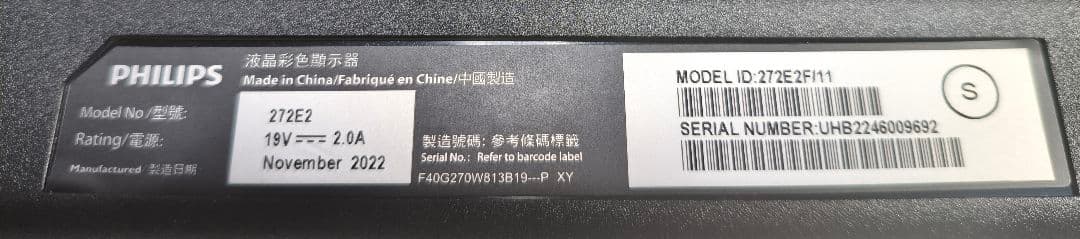 PHILIPS
液晶彩色顯示器
Made in China/Fabriqué en Chine/中國製造
Model No /型號: 272E2
Rating/電源: 19V⎓ 2.0A
Manufactured 製造日期 November 2022
製造號碼: 參考條碼標籤
Serial No.: Refer to barcode label
F40G270W813B19---P XY
MODEL ID:272E2F/11
SERIAL NUMBER:UHB2246009692
S